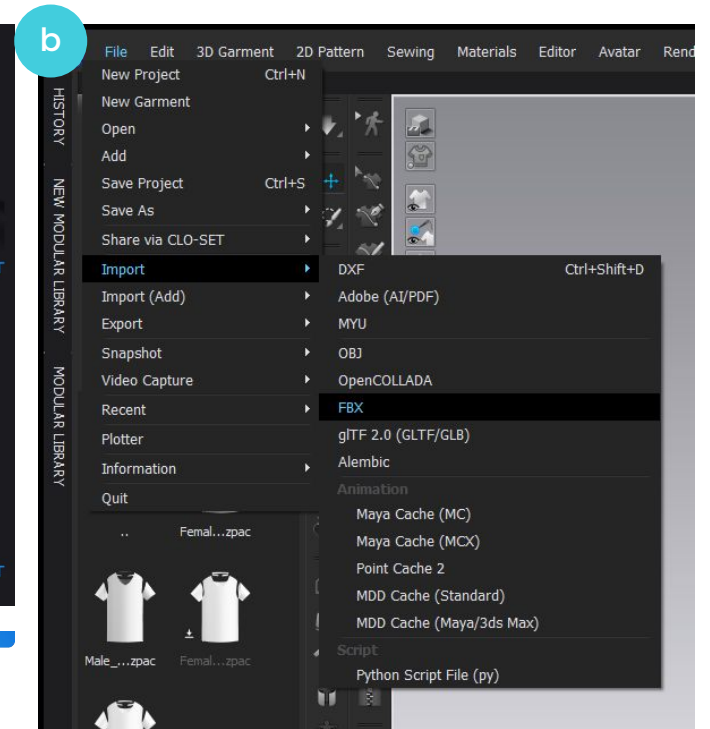 b
File Edit 3D Garment 2D Pattern Sewing Materials Editor Avatar Rend
HISTORY
NEW MODULAR LIBRARY
MODULAR LIBRARY
New Project Ctrl+N
New Garment
Open
Add
Save Project Ctrl+S
Save As
Share via CLO-SET
Import
Import (Add)
Export
Snapshot
Video Capture
Recent
Plotter
Information
Quit
DXF Ctrl+Shift+D
Adobe (AI/PDF)
MYU
OBJ
OpenCOLLADA
FBX
glTF 2.0 (GLTF/GLB)
Alembic
Animation
Maya Cache (MC)
Maya Cache (MCX)
Point Cache 2
MDD Cache (Standard)
MDD Cache (Maya/3ds Max)
Script
Python Script File (py)
.. Femal...zpac
Male_...zpac Femal...zpac